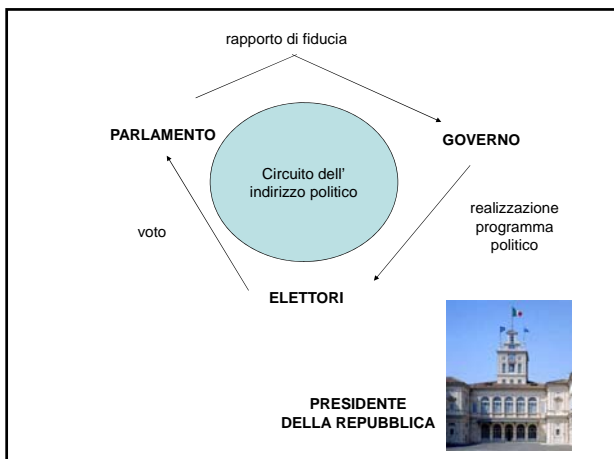 rapporto di fiducia
PARLAMENTO
GOVERNO
Circuito dell’
indirizzo politico
voto
realizzazione
programma
politico
ELETTORI
PRESIDENTE
DELLA REPUBBLICA